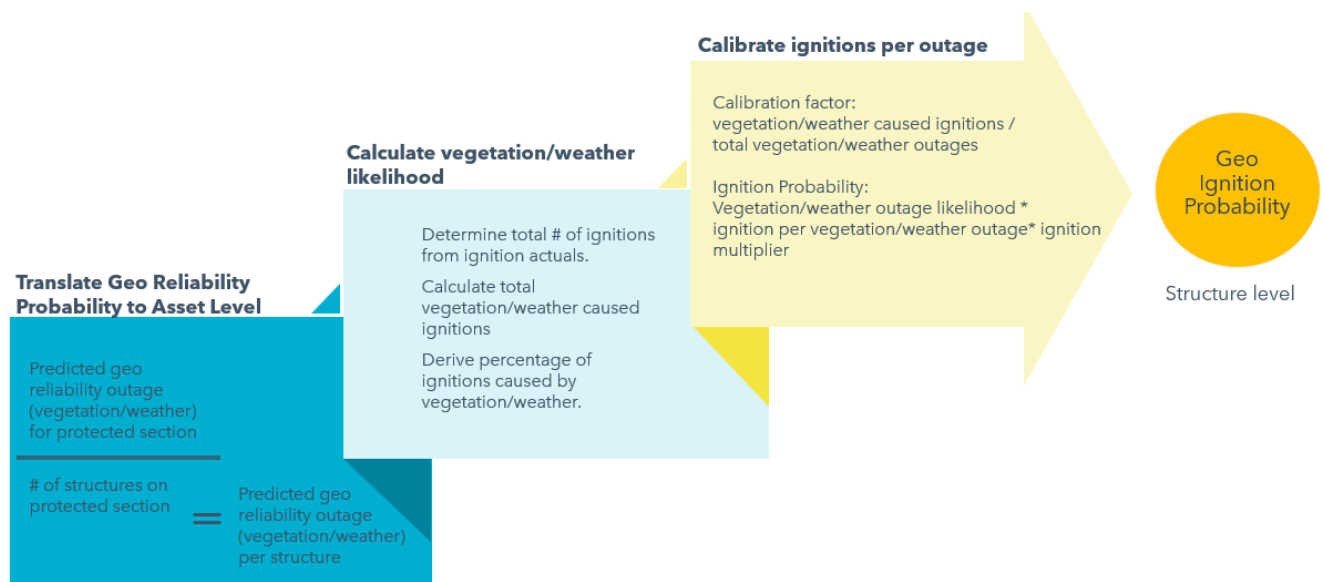 Translate Geo Reliability
Probability to Asset Level
Predicted geo
reliability outage
(vegetation/weather)
for protected section
# of structures on
protected section
=
Predicted geo
reliability outage
(vegetation/weather)
per structure
Calculate vegetation/weather
likelihood
Determine total # of ignitions
from ignition actuals.
Calculate total
vegetation/weather caused
ignitions
Derive percentage of
ignitions caused by
vegetation/weather.
Calibrate ignitions per outage
Calibration factor:
vegetation/weather caused ignitions /
total vegetation/weather outages
Ignition Probability:
Vegetation/weather outage likelihood *
ignition per vegetation/weather outage* ignition
multiplier
Geo
Ignition
Probability
Structure level